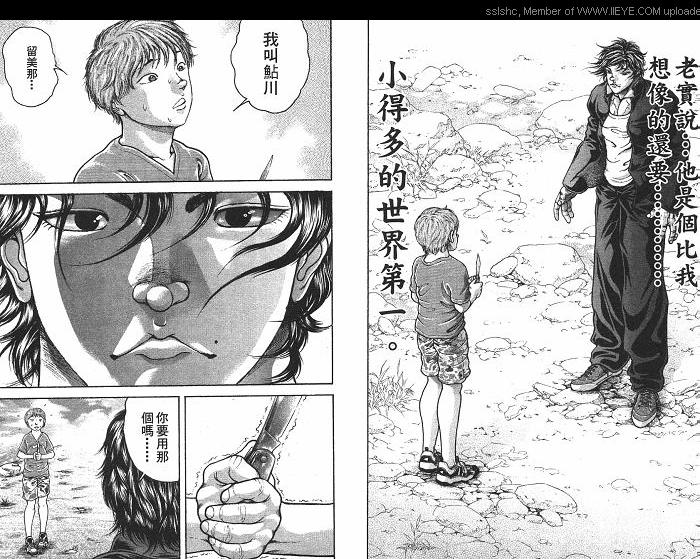 sslshc, Member of WWW.IIEYE.COM uploade
老實說…他是個比我
想像的還要…………
小得多的世界第一。
我叫鮎川
留美那…
你要用那
個嗎……